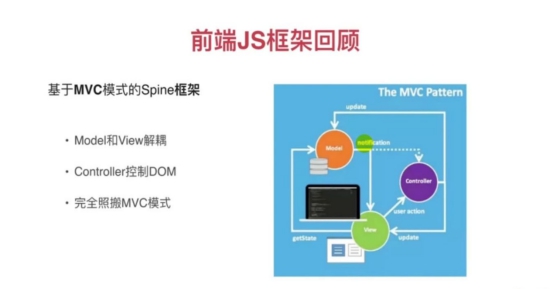 前端JS框架回顾
基于MVC模式的Spine框架
• Model和View解耦
• Controller控制DOM
• 完全照搬MVC模式
The MVC Pattern
update
Model
notification
Controller
user action
View
getState
update